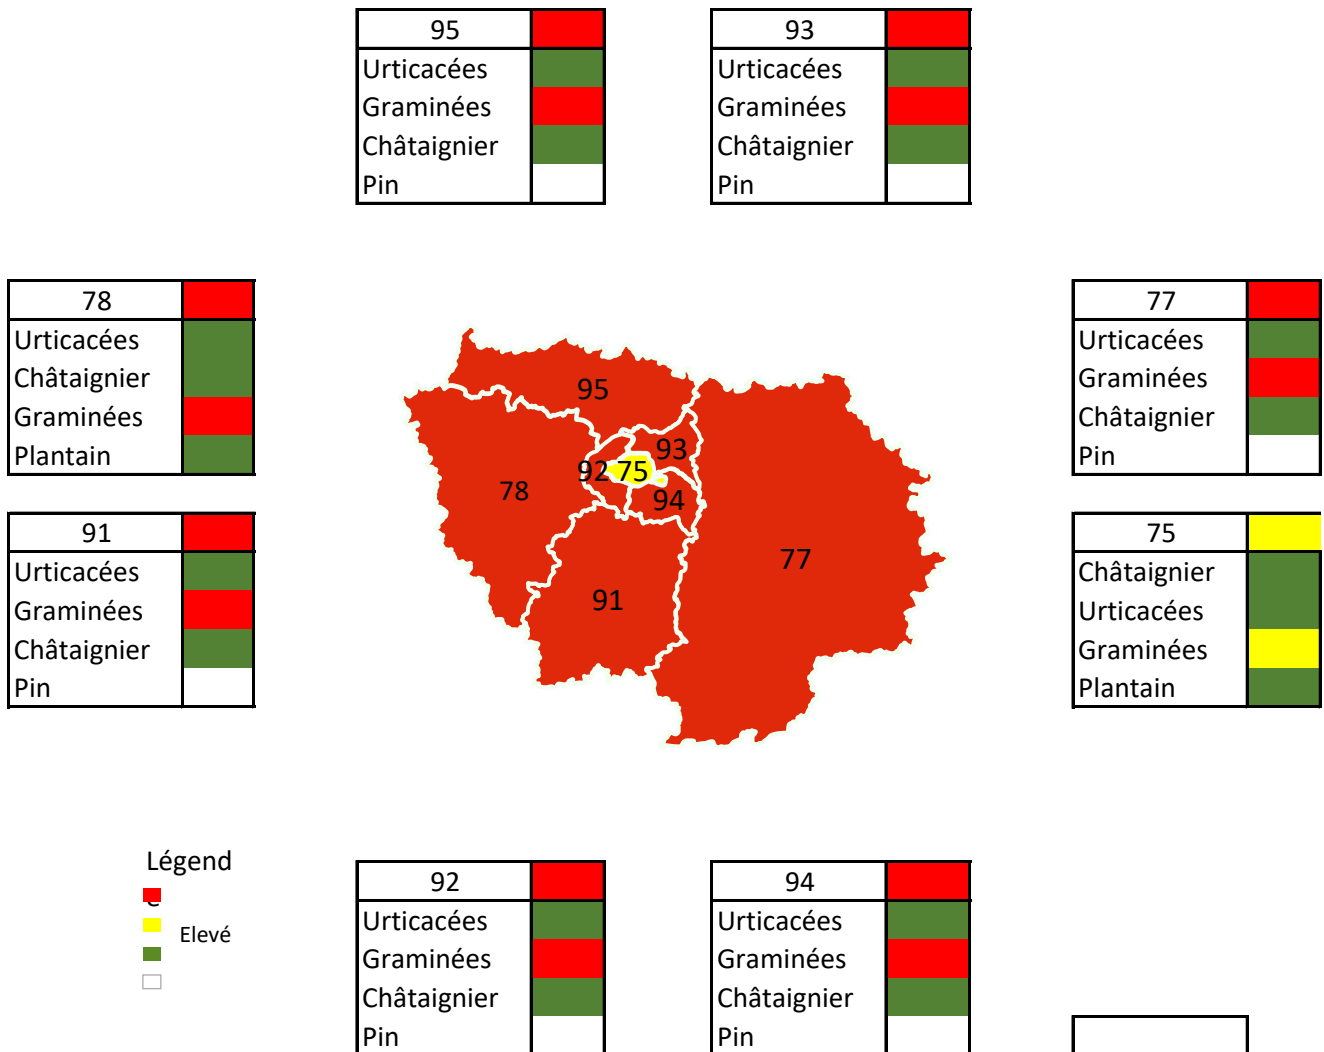 95
Urticacées
Graminées
Châtaignier
Pin
93
Urticacées
Graminées
Châtaignier
Pin
78
Urticacées
Châtaignier
Graminées
Plantain
77
Urticacées
Graminées
Châtaignier
Pin
95
93
92 75
78
94
77
91
91
Urticacées
Graminées
Châtaignier
Pin
75
Châtaignier
Urticacées
Graminées
Plantain
Légend
Elevé
92
Urticacées
Graminées
Châtaignier
Pin
94
Urticacées
Graminées
Châtaignier
Pin